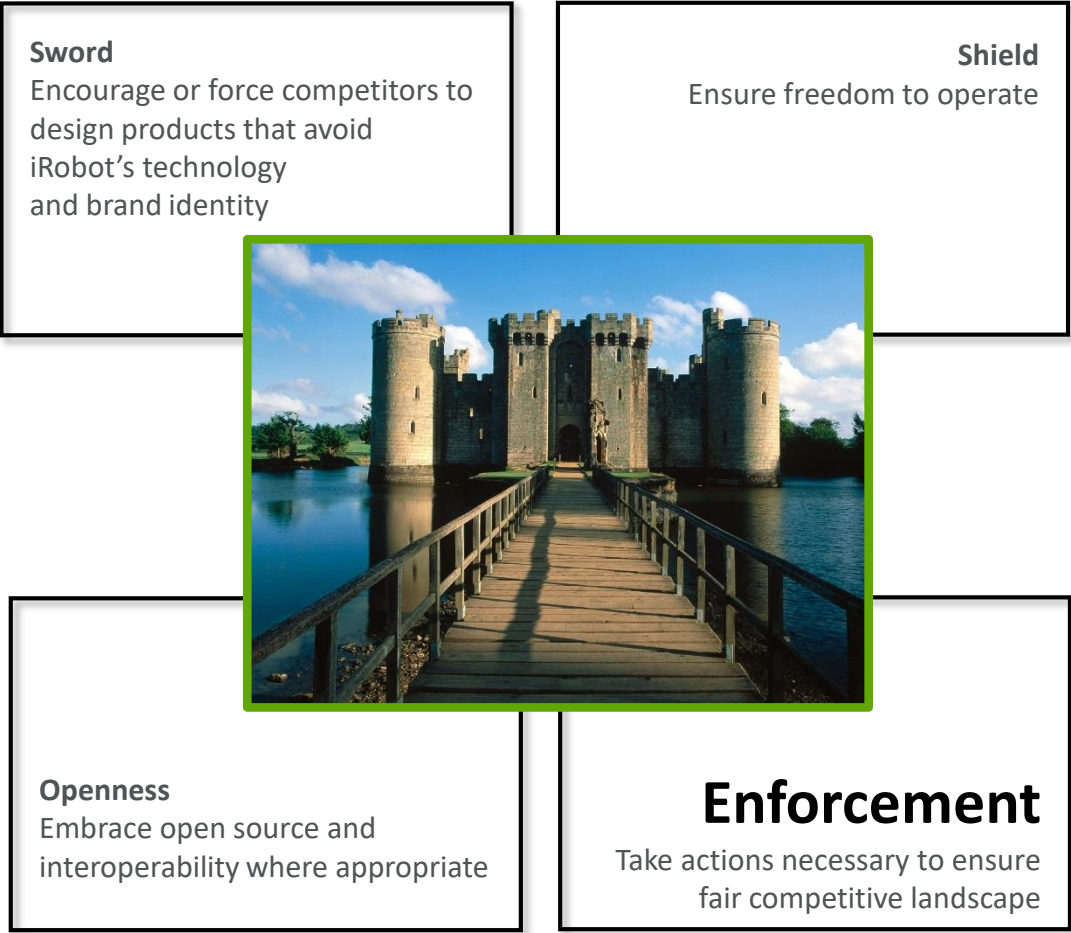 Sword
Encourage or force competitors to
design products that avoid
iRobot’s technology
and brand identity
Shield
Ensure freedom to operate
Openness
Embrace open source and
interoperability where appropriate
Enforcement
Take actions necessary to ensure
fair competitive landscape